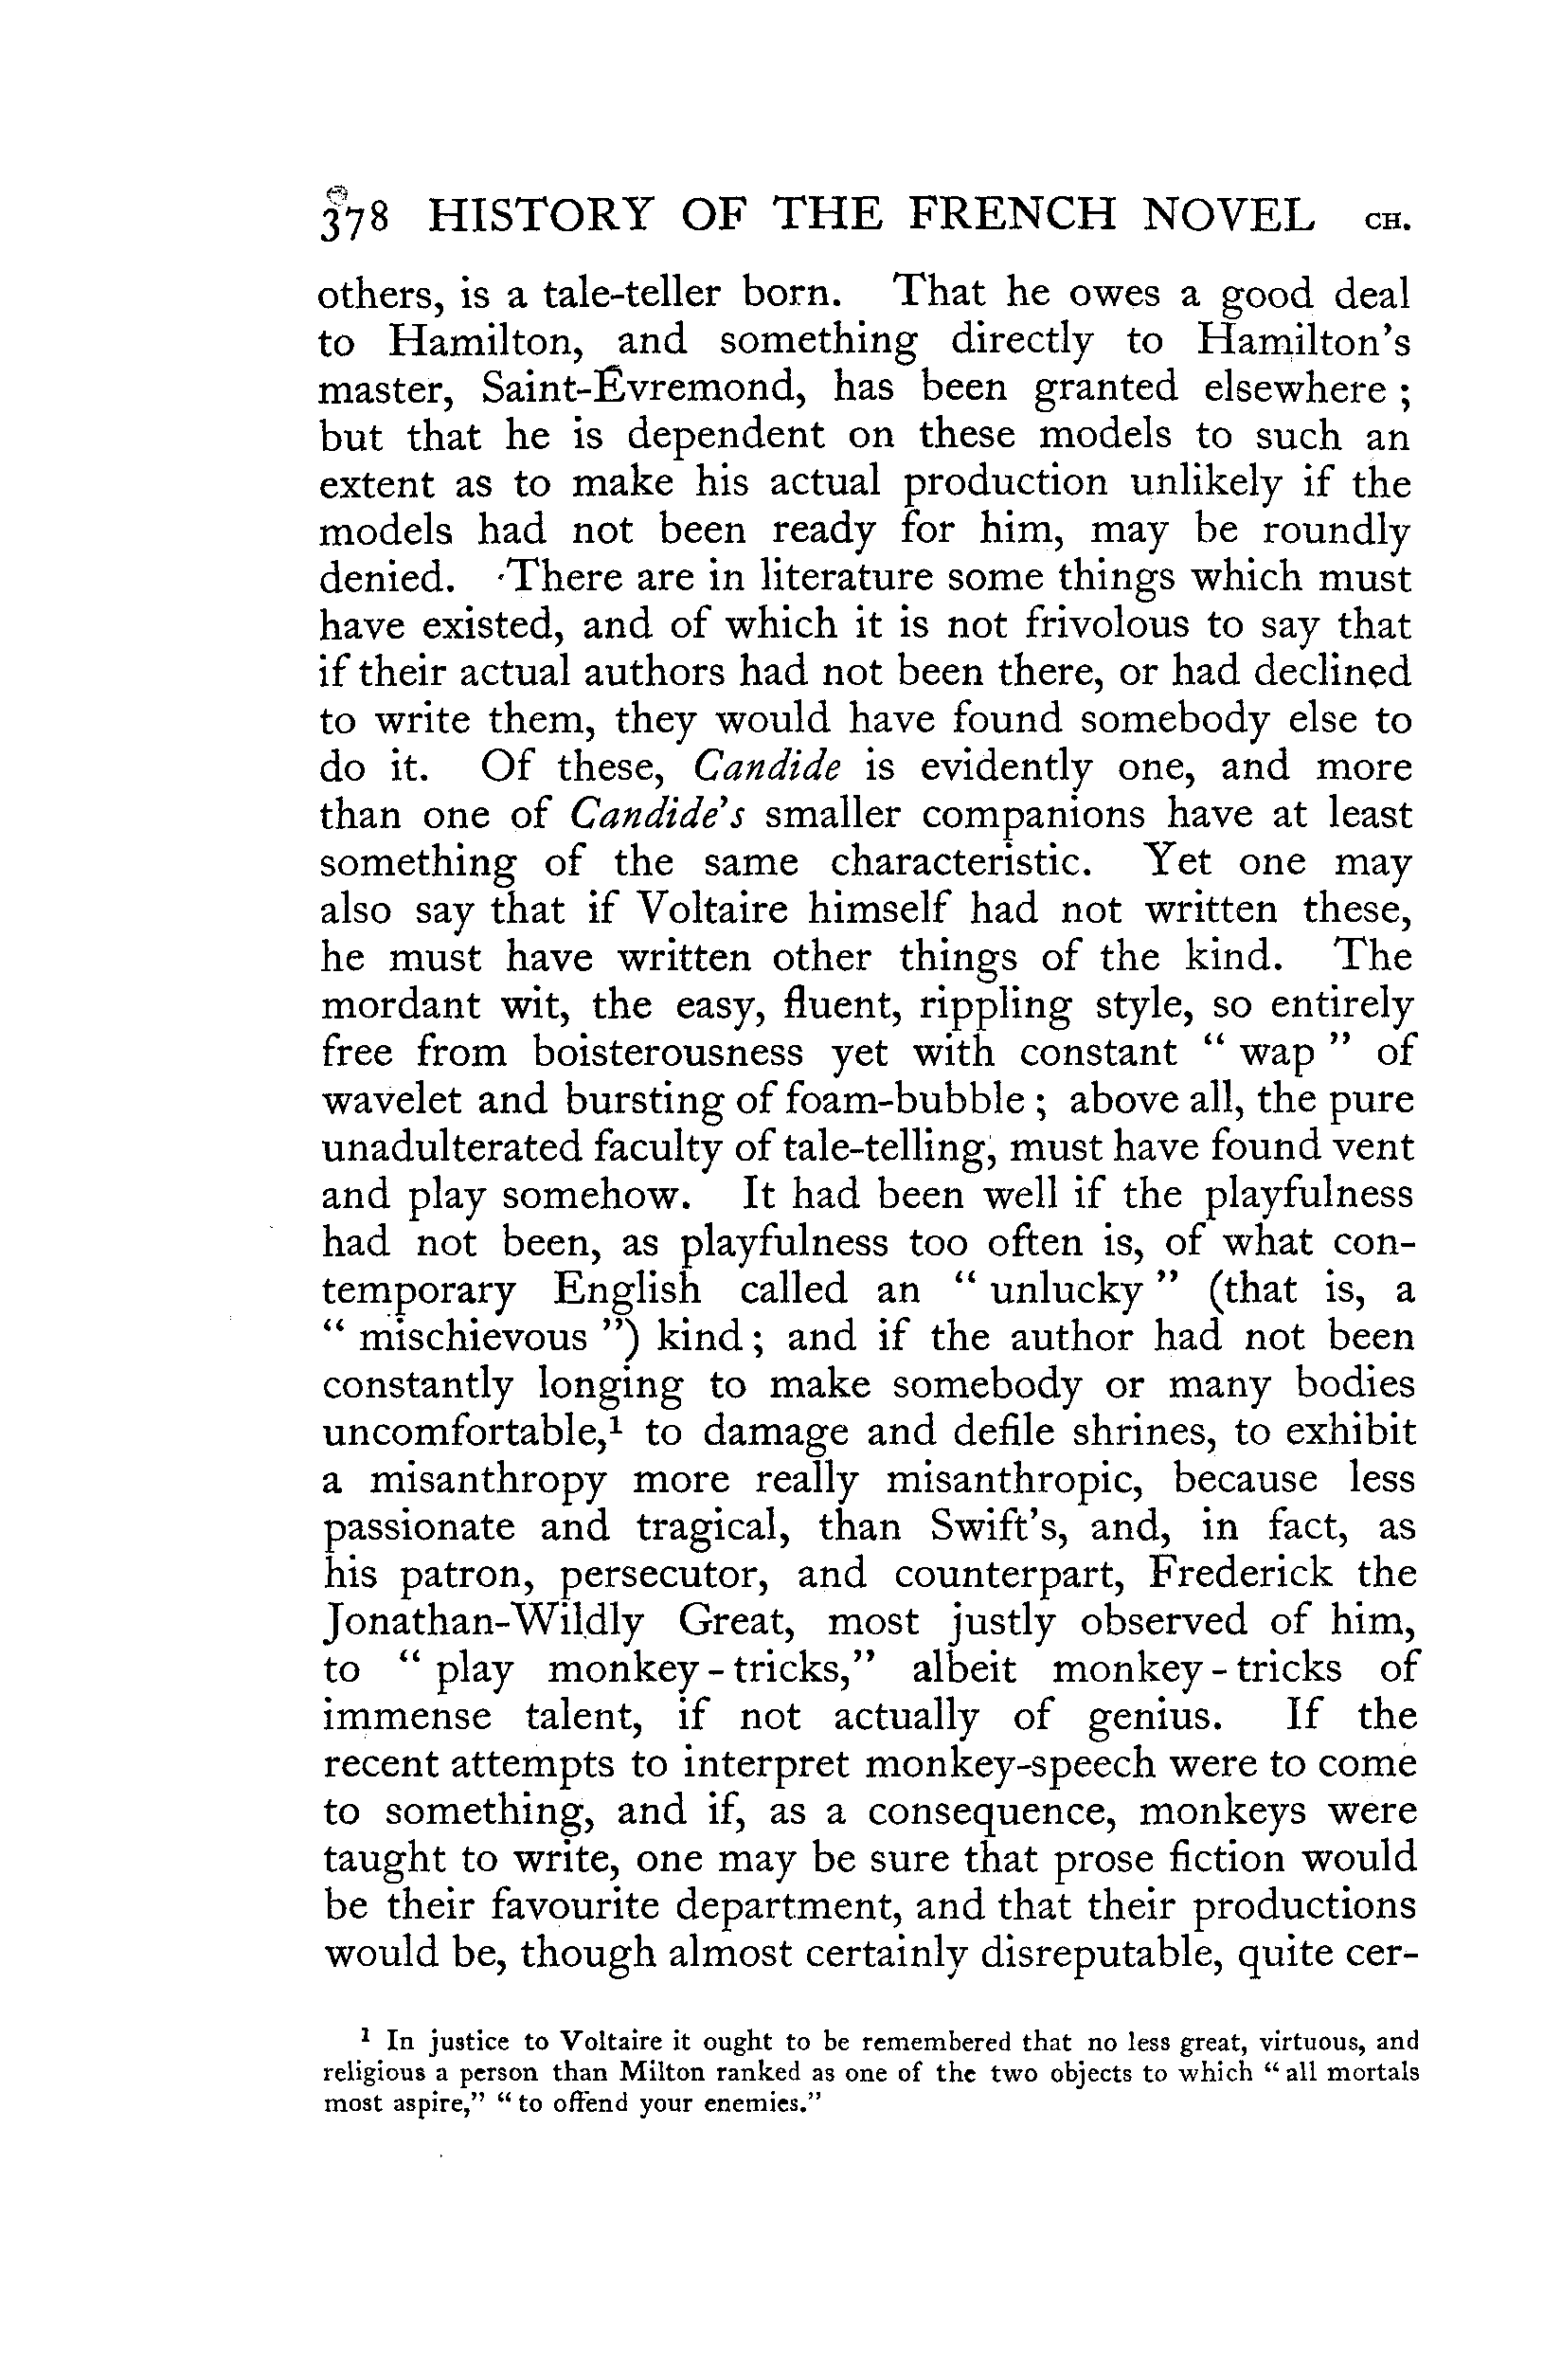 378 HISTORY OF THE FRENCH NOVEL CH.
others, is a tale-teller born. That he owes a good deal
to Hamilton, and something directly to Hamilton's
master, Saint-Évremond, has been granted elsewhere ;
but that he is dependent on these models to such an
extent as to make his actual production unlikely if the
models had not been ready for him, may be roundly
denied. There are in literature some things which must
have existed, and of which it is not frivolous to say that
if their actual authors had not been there, or had declined
to write them, they would have found somebody else to
do it. Of these, Candide is evidently one, and more
than one of Candide's smaller companions have at least
something of the same characteristic. Yet one may
also say that if Voltaire himself had not written these,
he must have written other things of the kind. The
mordant wit, the easy, fluent, rippling style, so entirely
free from boisterousness yet with constant “ wap ” of
wavelet and bursting of foam-bubble ; above all, the pure
unadulterated faculty of tale-telling, must have found vent
and play somehow. It had been well if the playfulness
had not been, as playfulness too often is, of what con-
temporary English called an “ unlucky ” (that is, a
“ mischievous ”) kind ; and if the author had not been
constantly longing to make somebody or many bodies
uncomfortable,¹ to damage and defile shrines, to exhibit
a misanthropy more really misanthropic, because less
passionate and tragical, than Swift's, and, in fact, as
his patron, persecutor, and counterpart, Frederick the
Jonathan-Wildly Great, most justly observed of him,
to “ play monkey - tricks,” albeit monkey - tricks of
immense talent, if not actually of genius. If the
recent attempts to interpret monkey-speech were to come
to something, and if, as a consequence, monkeys were
taught to write, one may be sure that prose fiction would
be their favourite department, and that their productions
would be, though almost certainly disreputable, quite cer-
¹ In justice to Voltaire it ought to be remembered that no less great, virtuous, and
religious a person than Milton ranked as one of the two objects to which “ all mortals
most aspire,” “ to offend your enemies.”